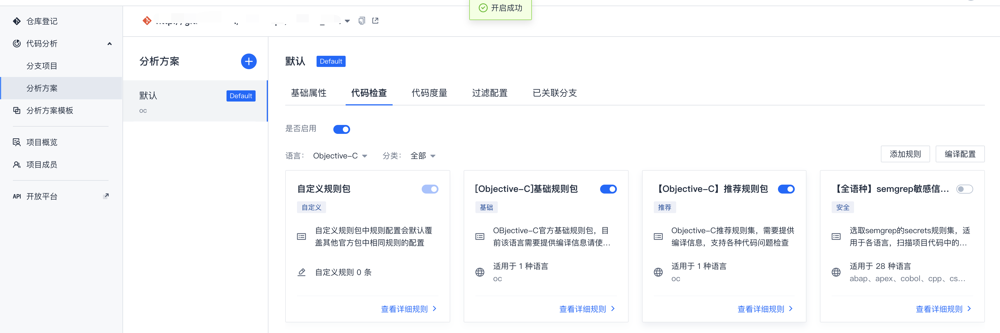 开启成功
仓库登记
代码分析
分支项目
分析方案
分析方案模板
项目概览
项目成员
API 开放平台
分析方案
默认 Default
oc
默认 Default
基础属性 代码检查 代码度量 过滤配置 已关联分支
是否启用
语言： Objective-C 分类： 全部
添加规则 编译配置
自定义规则包
自定义
自定义规则包中规则配置会默认覆
盖其他官方包中相同规则的配置
自定义规则 0 条
查看详细规则
[Objective-C]基础规则包
基础
OBjective-C官方基础规则包，目
前该语言需要提供编译信息请使...
适用于 1 种语言
oc
查看详细规则
【Objective-C】推荐规则包
推荐
Objective-C推荐规则集，需要提供
编译信息，支持各种代码问题检查
适用于 1 种语言
oc
查看详细规则
【全语种】semgrep敏感信...
安全
选取semgrep的secrets规则集，适
用于各语言，扫描项目代码中的...
适用于 28 种语言
abap、apex、cobol、cpp、cs...
查看详细规则